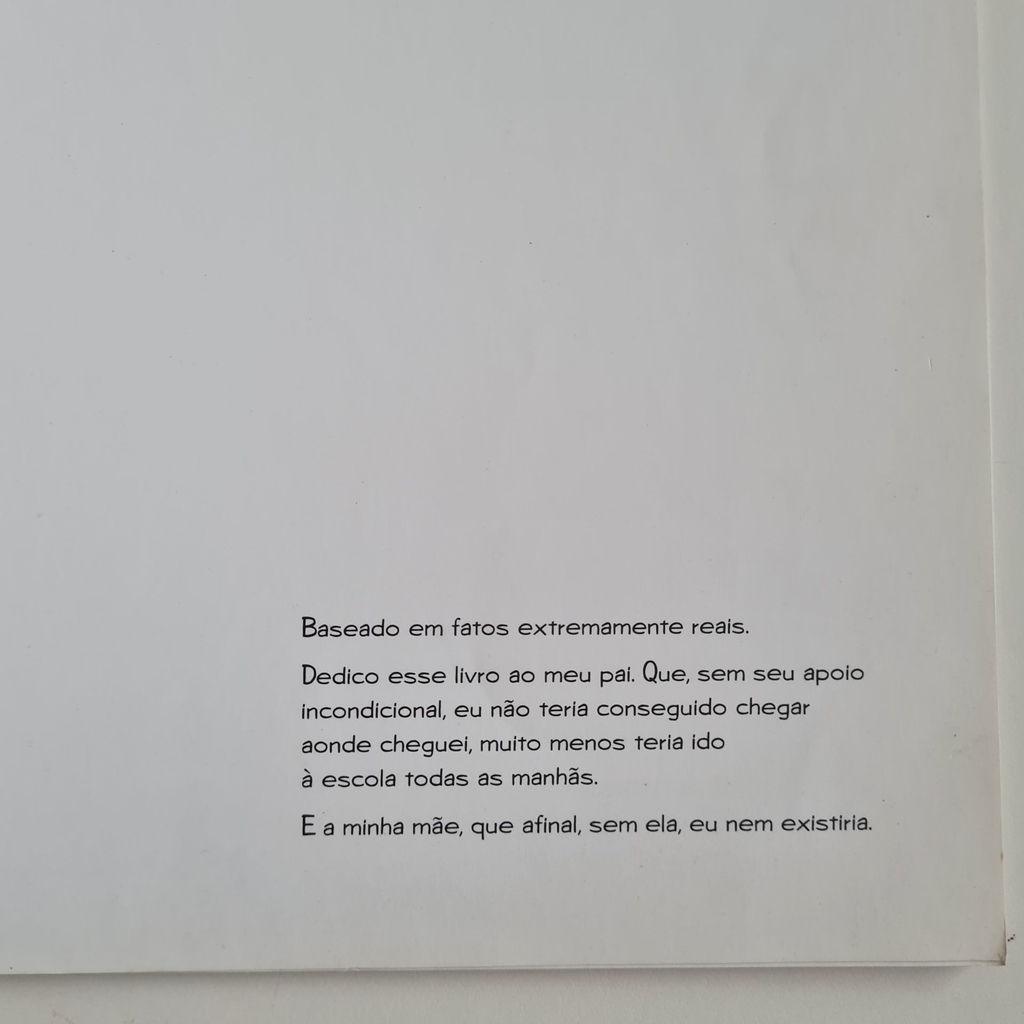 Baseado em fatos extremamente reais.
Dedico esse livro ao meu pai. Que, sem seu apoio
incondicional, eu não teria conseguido chegar
aonde cheguei, muito menos teria ido
à escola todas as manhãs.
E a minha mãe, que afinal, sem ela, eu nem existiria.